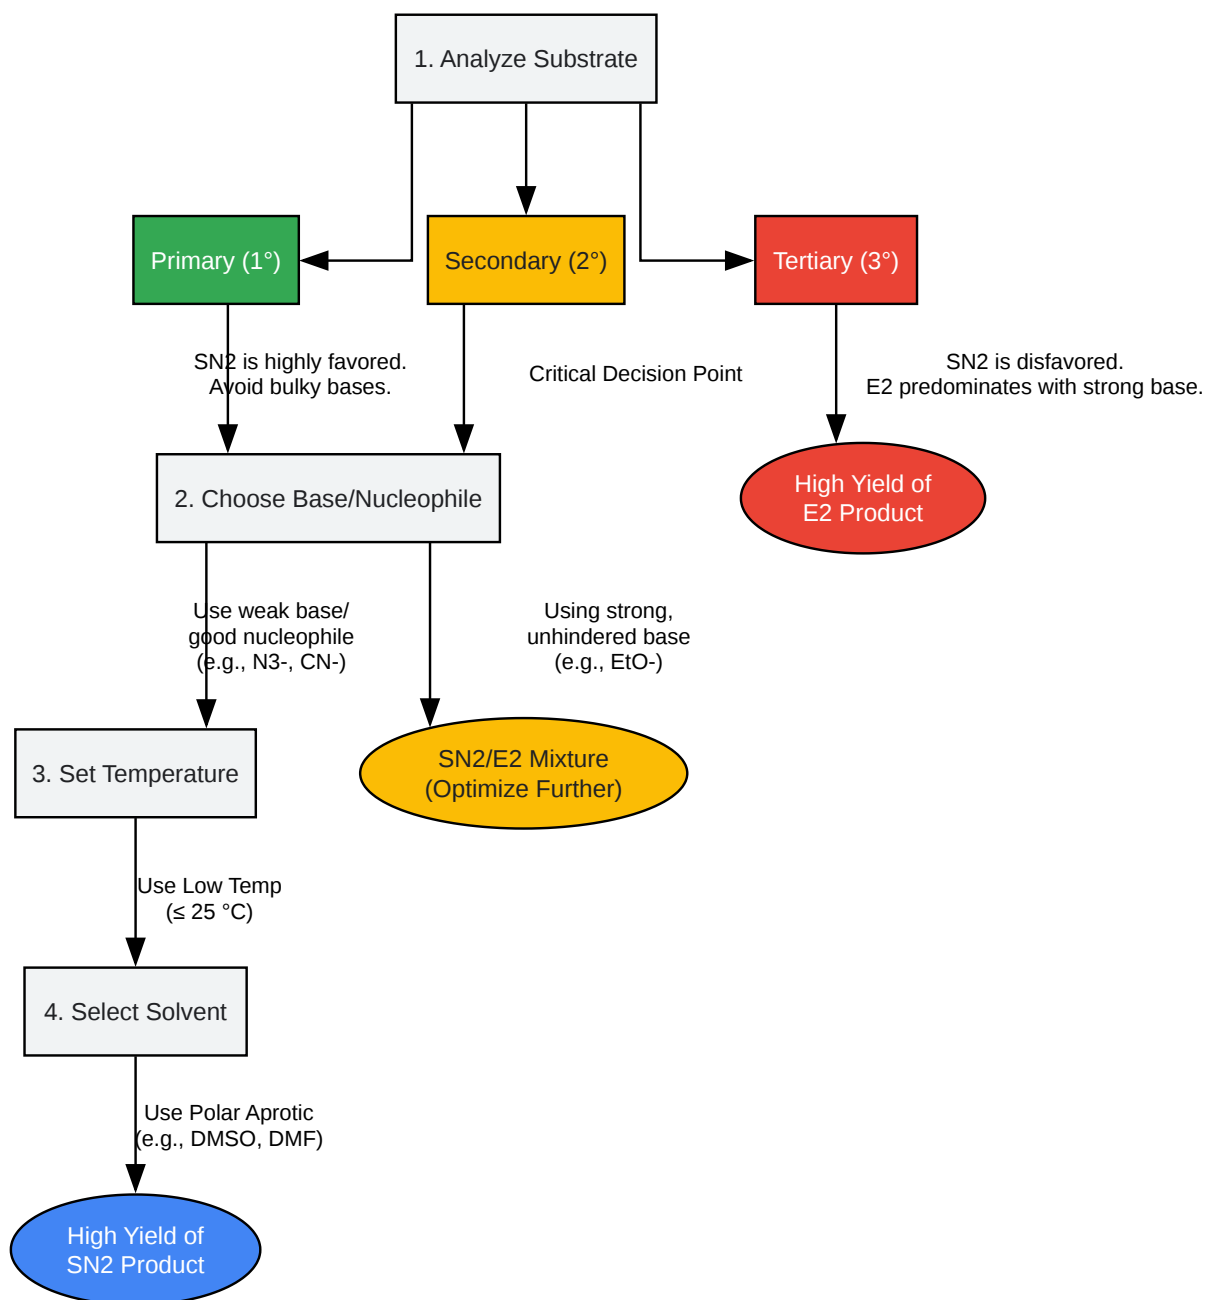 1. Analyze Substrate
Primary (1°)
Secondary (2°)
Tertiary (3°)
SN2 is highly favored.
Avoid bulky bases.
Critical Decision Point
SN2 is disfavored.
E2 predominates with strong base.
2. Choose Base/Nucleophile
High Yield of
E2 Product
Use weak base/
good nucleophile
(e.g., N3-, CN-)
Using strong,
unhindered base
(e.g., EtO-)
3. Set Temperature
SN2/E2 Mixture
(Optimize Further)
Use Low Temp
(≤ 25 °C)
4. Select Solvent
Use Polar Aprotic
(e.g., DMSO, DMF)
High Yield of
SN2 Product